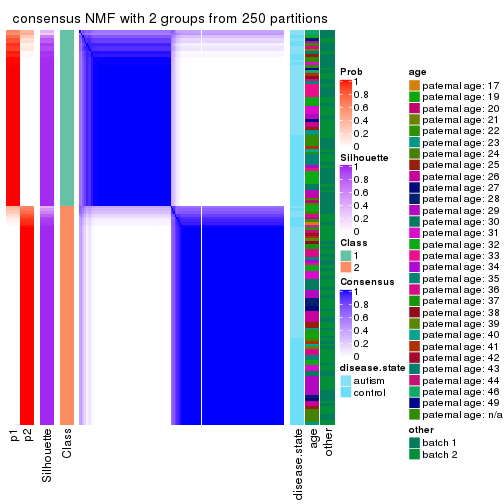 consensus NMF with 2 groups from 250 partitions
Prob
1
0.8
0.6
0.4
0.2
0
Silhouette
1
0.8
0.6
0.4
0.2
0
Class
1
2
Consensus
1
0.8
0.6
0.4
0.2
0
disease.state
autism
control
age
paternal age: 17
paternal age: 19
paternal age: 20
paternal age: 21
paternal age: 22
paternal age: 23
paternal age: 24
paternal age: 25
paternal age: 26
paternal age: 27
paternal age: 28
paternal age: 29
paternal age: 30
paternal age: 31
paternal age: 32
paternal age: 33
paternal age: 34
paternal age: 35
paternal age: 36
paternal age: 37
paternal age: 38
paternal age: 39
paternal age: 40
paternal age: 41
paternal age: 42
paternal age: 43
paternal age: 44
paternal age: 46
paternal age: 49
paternal age: n/a
other
batch 1
batch 2
p1
p2
Silhouette
Class
disease.state
age
other